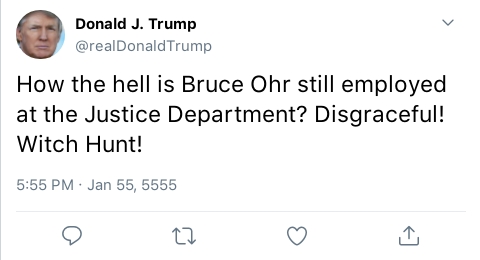 Donald J. Trump
@realDonaldTrump
How the hell is Bruce Ohr still employed
at the Justice Department? Disgraceful!
Witch Hunt!
5:55 PM · Jan 55, 5555